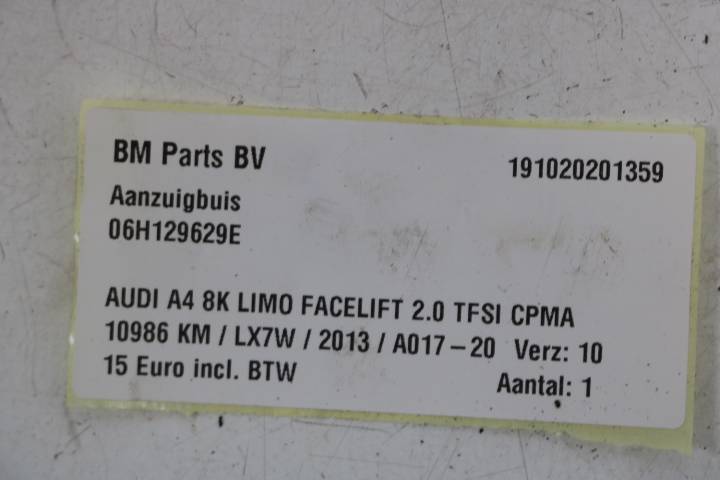 BM Parts BV
191020201359
Aanzuigbuis
06H129629E
AUDI A4 8K LIMO FACELIFT 2.0 TFSI CPMA
10986 KM / LX7W / 2013 / A017-20 Verz: 10
15 Euro incl. BTW
Aantal: 1